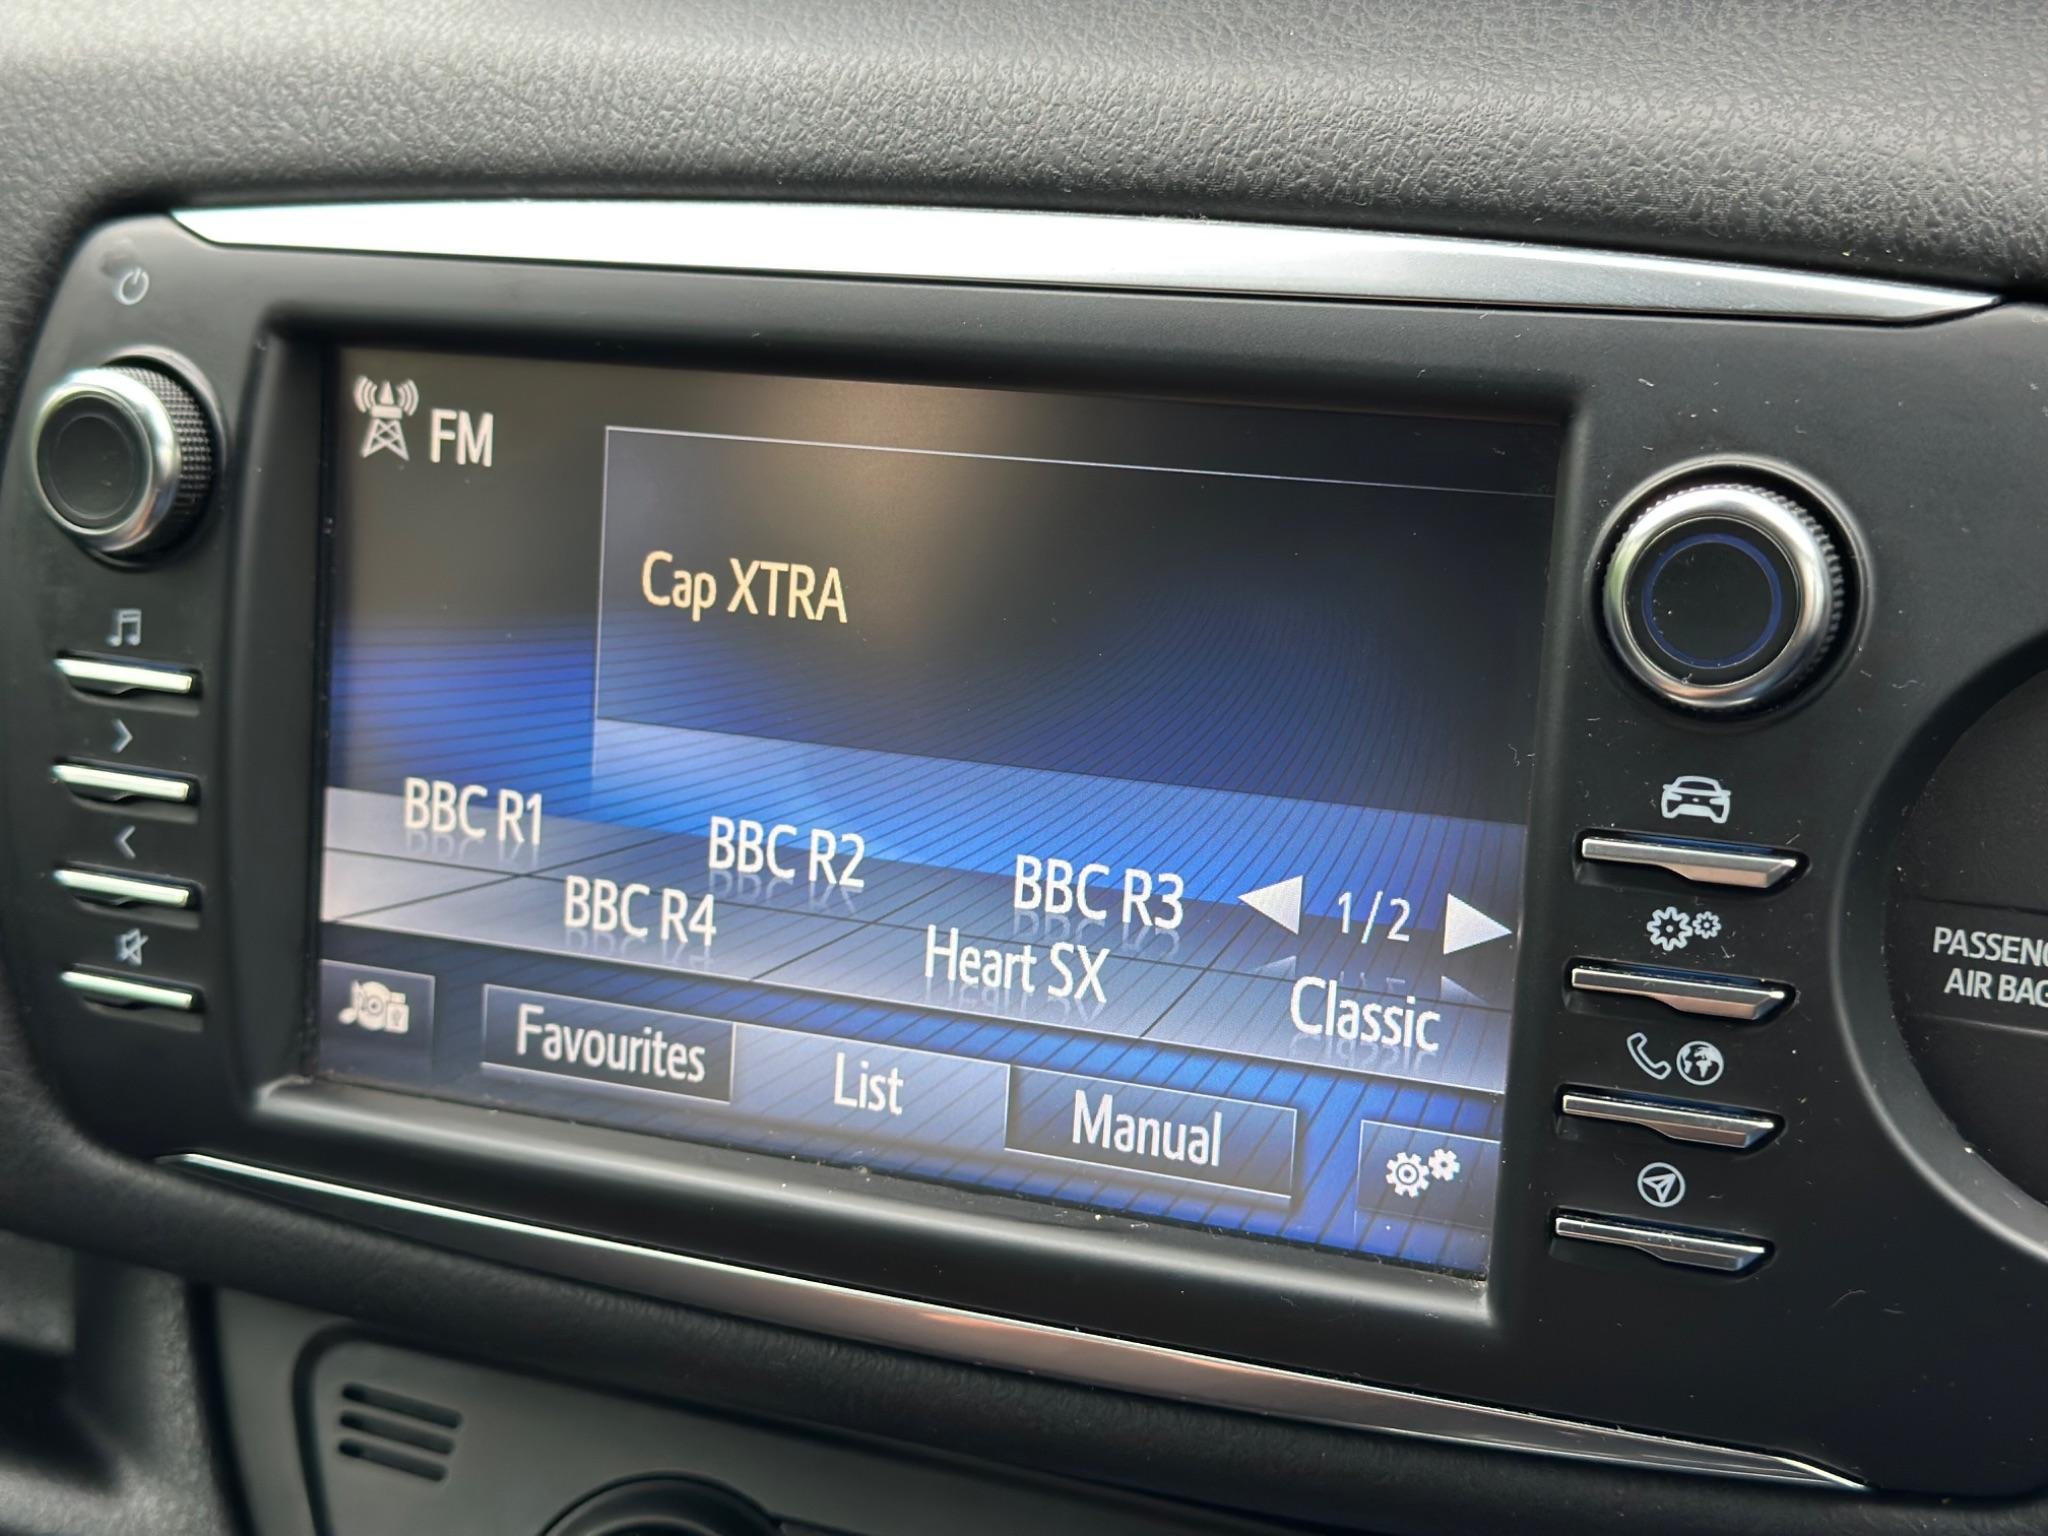 FM
Cap XTRA
BBC R1
BBC R2
BBC R3
1/2
BBC R4
Heart SX
Classic
Favourites
List
Manual
AIR BAG